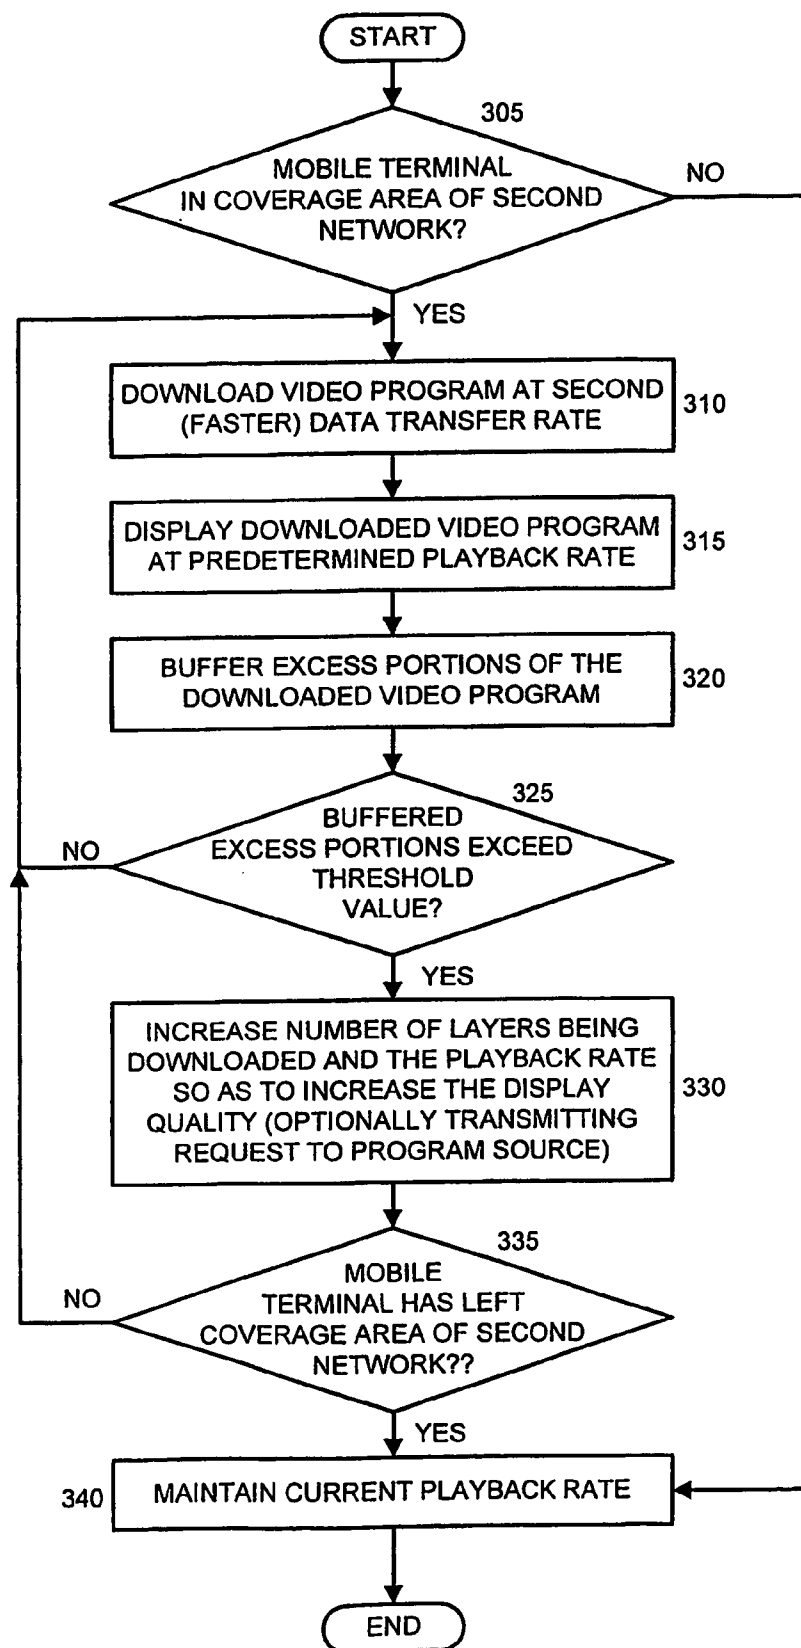 START
305
MOBILE TERMINAL
IN COVERAGE AREA OF SECOND
NETWORK?
NO
YES
DOWNLOAD VIDEO PROGRAM AT SECOND
(FASTER) DATA TRANSFER RATE
310
DISPLAY DOWNLOADED VIDEO PROGRAM
AT PREDETERMINED PLAYBACK RATE
315
BUFFER EXCESS PORTIONS OF THE
DOWNLOADED VIDEO PROGRAM
320
325
BUFFERED
EXCESS PORTIONS EXCEED
THRESHOLD
VALUE?
NO
YES
INCREASE NUMBER OF LAYERS BEING
DOWNLOADED AND THE PLAYBACK RATE
SO AS TO INCREASE THE DISPLAY
QUALITY (OPTIONALLY TRANSMITTING
REQUEST TO PROGRAM SOURCE)
330
335
MOBILE
TERMINAL HAS LEFT
COVERAGE AREA OF SECOND
NETWORK??
NO
YES
340
MAINTAIN CURRENT PLAYBACK RATE
END